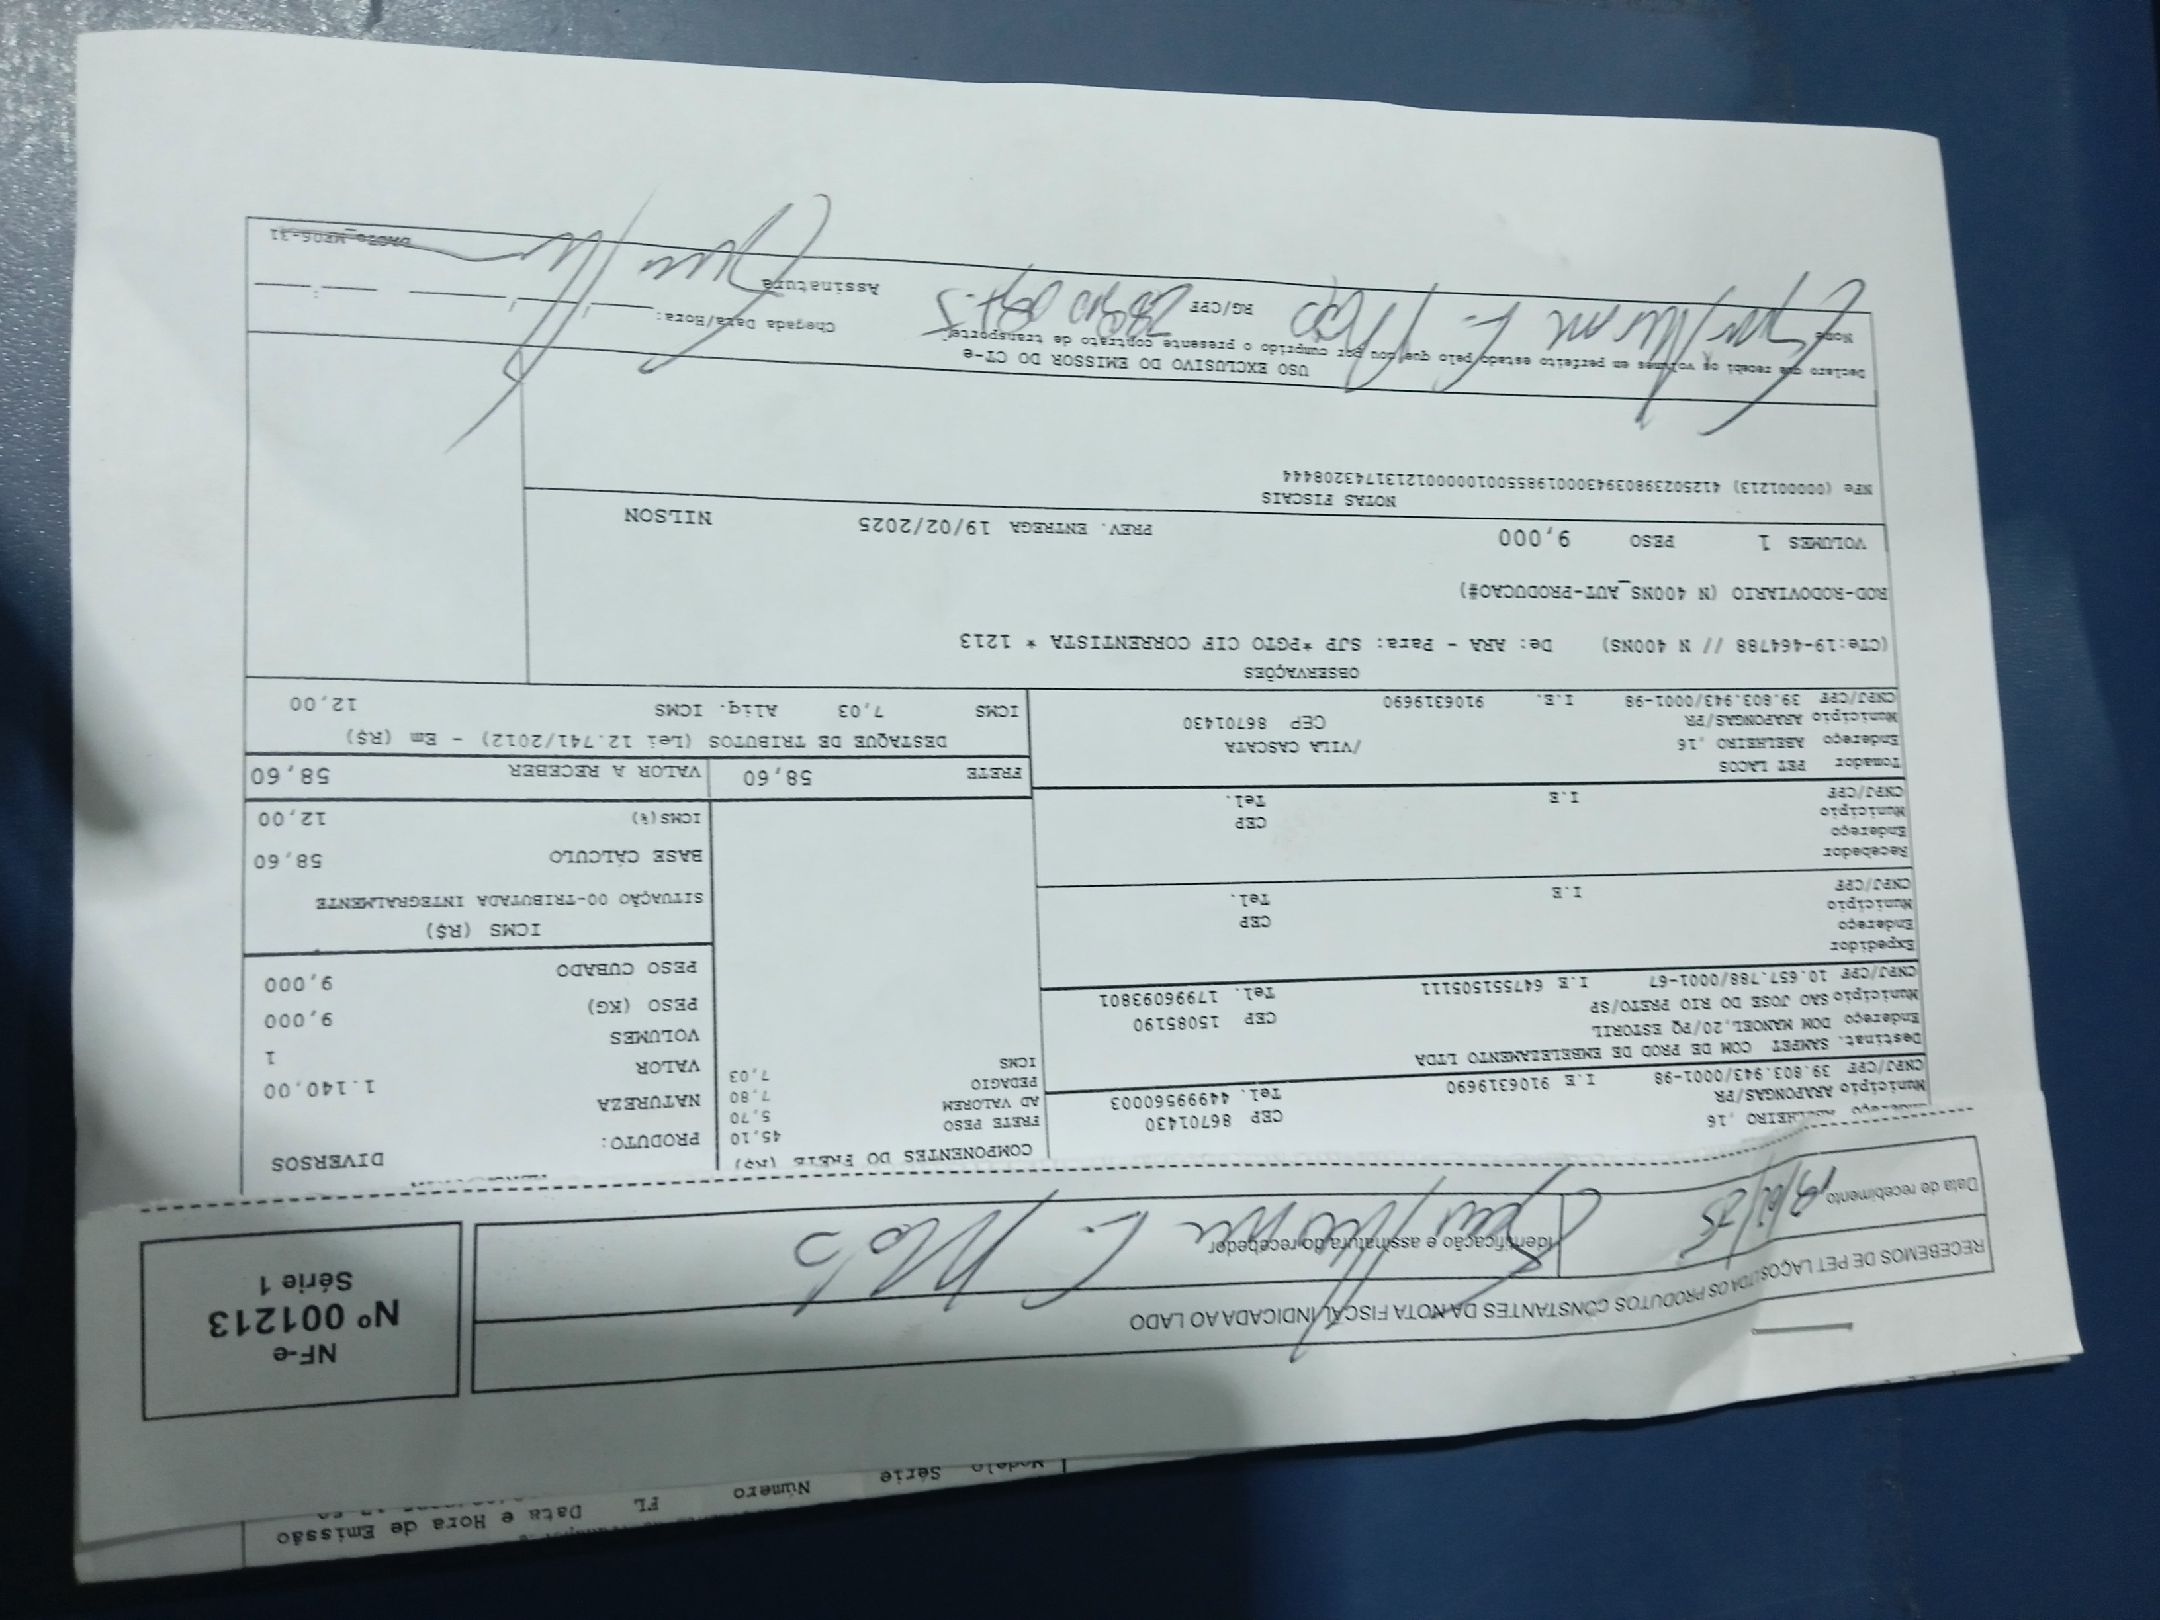 Modelo Série Número FL Data e Hora de Emissão
RECEBEMOS DE PET LAÇOS LTDA OS PRODUTOS CONSTANTES DA NOTA FISCAL INDICADA AO LADO
Data de recebimento
Identificação e assinatura do recebedor
NF-e
Nº 001213
Série 1
Endereço ABELHEIRO ,16
CEP 86701430
Município ARAPONGAS/PR
CNPJ/CPF 39.803.943/0001-98 I.E 9106319690 Tel. 44999560003
Destinat. SAMPET COM DE PROD DE EMBELEZAMENTO LTDA
Endereço DOM MANOEL,20/PQ ESTORIL
CEP 15085190
Município SAO JOSE DO RIO PRETO/SP
CNPJ/CPF 10.657.788/0001-67 I.E 647551505111 Tel. 17996093801
Expedidor
Endereço
CEP
Município
CNPJ/CPF I.E Tel.
Recebedor
Endereço
CEP
Município
CNPJ/CPF I.E Tel.
Tomador PET LACOS
Endereço ABELHEIRO ,16 /VILA CASCATA
Município ARAPONGAS/PR CEP 86701430
CNPJ/CPF 39.803.943/0001-98 I.E. 9106319690
COMPONENTES DO FRETE (R$)
FRETE PESO 45,10
AD VALOREM 5,70
PEDAGIO 7,80
ICMS 7,03
FRETE 58,60
PRODUTO: DIVERSOS
NATUREZA
VALOR 1.140,00
VOLUMES 1
PESO (KG) 9,000
PESO CUBADO 9,000
ICMS (R$)
SITUAÇÃO 00-TRIBUTADA INTEGRALMENTE
BASE CÁLCULO 58,60
ICMS(%) 12,00
VALOR A RECEBER 58,60
DESTAQUE DE TRIBUTOS (Lei 12.741/2012) - Em (R$)
ICMS 7,03 Aliq. ICMS 12,00
OBSERVAÇÕES
(CTe:19-464788 // N 400NS) De: ARA - Para: SJP *PGTO CIF CORRENTISTA * 1213
ROD-RODOVIARIO (N 400NS_AUT-PRODUCAO#)
VOLUMES 1 PESO 9,000 PREV. ENTREGA 19/02/2025 NILSON
NOTAS FISCAIS
NFe (00001213) 41250239803943000198550010000012131743208444
USO EXCLUSIVO DO EMISSOR DO CT-e
Declaro que recebi os volumes em perfeito estado pelo que dou por cumprido o presente contrato de transporte.
Nome RG/CPF Assinatura Chegada Data/Hora: